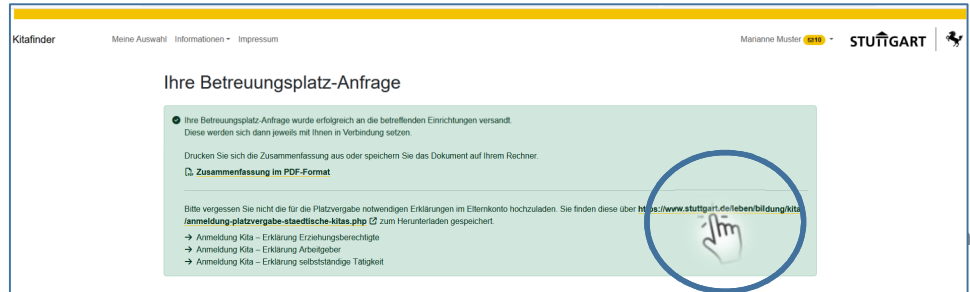 Kitafinder Meine Auswahl Informationen Impressum Marianne Muster 5310 STUTTGART
Ihre Betreuungsplatz-Anfrage
Ihre Betreuungsplatz-Anfrage wurde erfolgreich an die betreffenden Einrichtungen versandt.
Diese werden sich dann jeweils mit Ihnen in Verbindung setzen.
Drucken Sie sich die Zusammenfassung aus oder speichern Sie das Dokument auf Ihrem Rechner.
Zusammenfassung im PDF-Format
Bitte vergessen Sie nicht die für die Platzvergabe notwendigen Erklärungen im Elternkonto hochzuladen. Sie finden diese über https://www.stuttgart.de/leben/bildung/kita
/anmeldung-platzvergabe-staedtische-kitas.php zum Herunterladen gespeichert.
→ Anmeldung Kita – Erklärung Erziehungsberechtigte
→ Anmeldung Kita – Erklärung Arbeitgeber
→ Anmeldung Kita – Erklärung selbstständige Tätigkeit